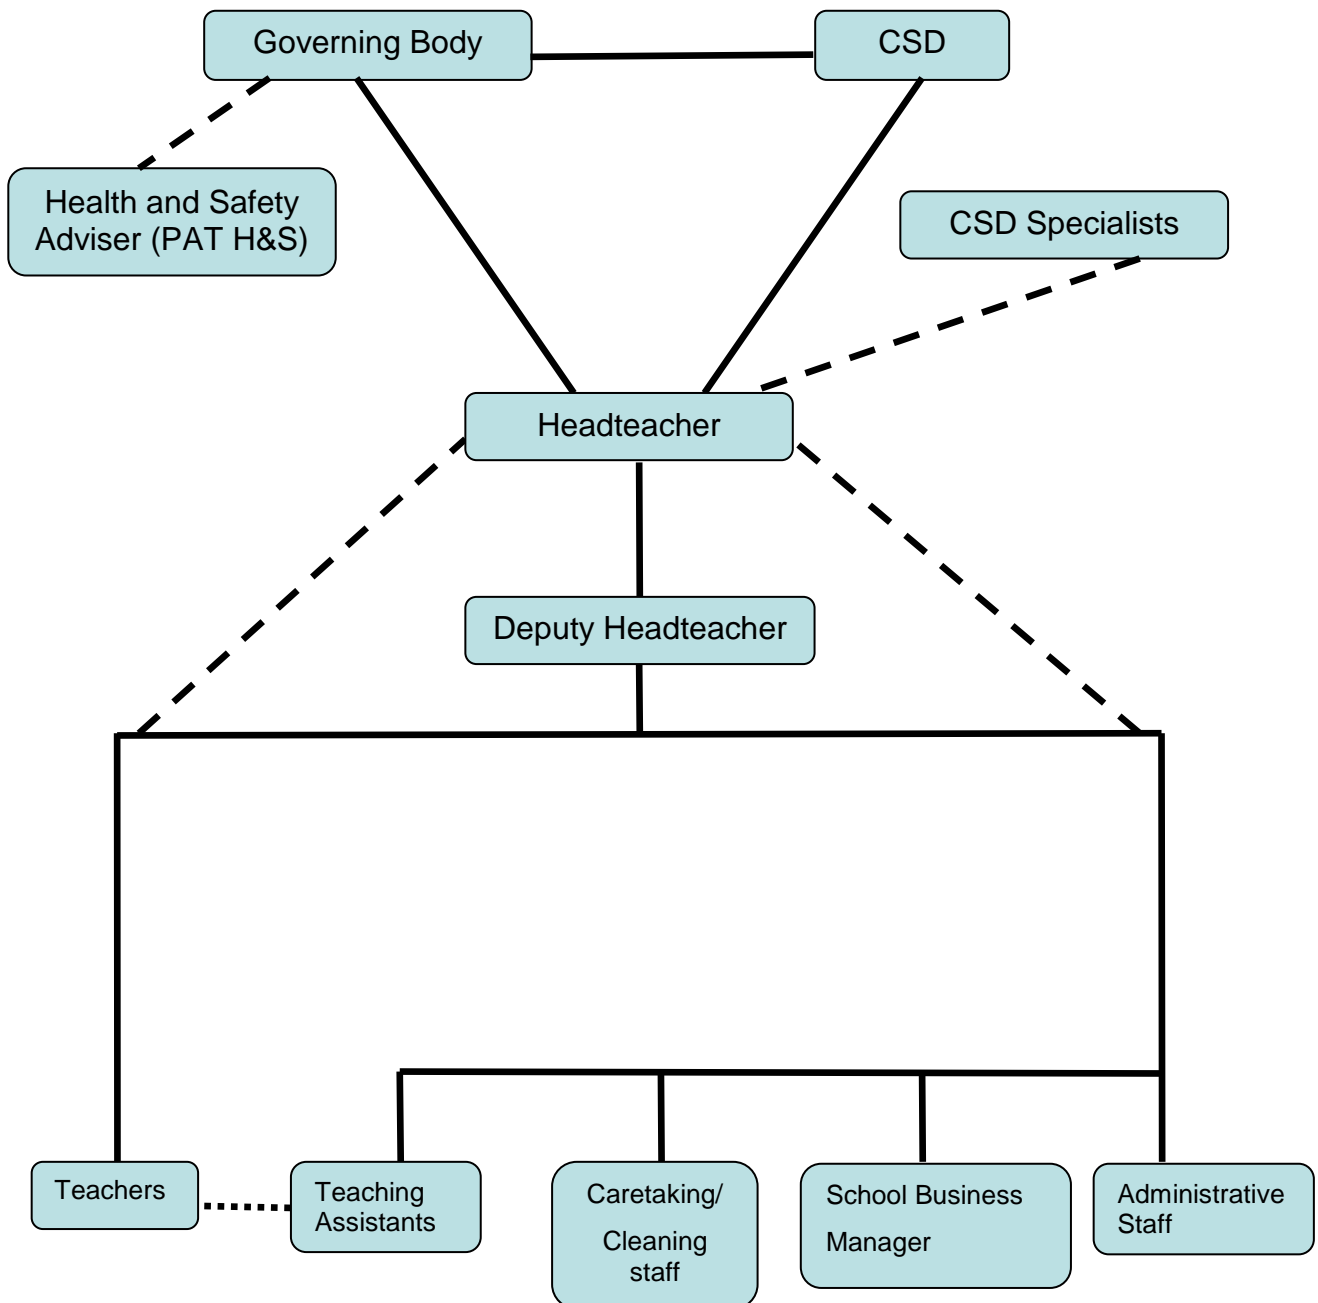 Governing Body
CSD
Health and Safety
Adviser (PAT H&S)
CSD Specialists
Headteacher
Deputy Headteacher
Teachers
Teaching
Assistants
Caretaking/
Cleaning
staff
School Business
Manager
Administrative
Staff